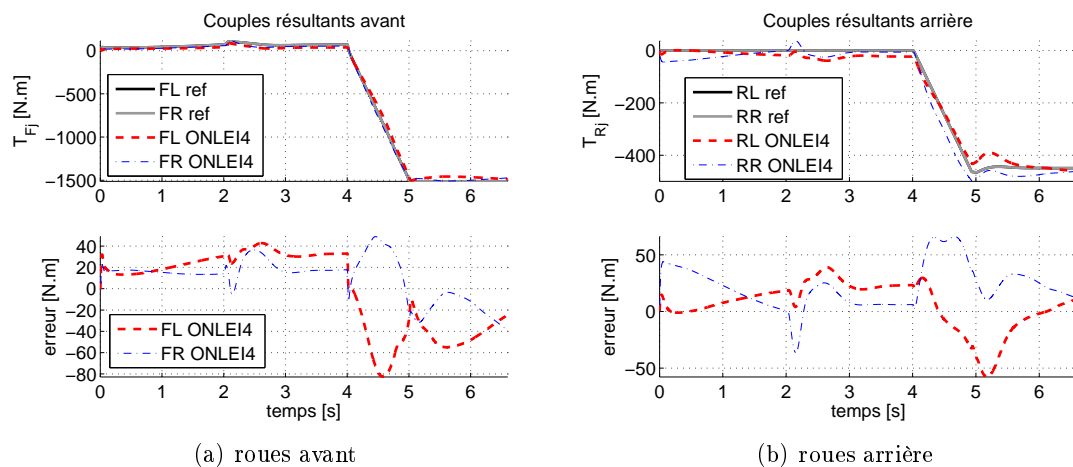 Couples résultants avant
T_Fj [N.m]
0
−500
−1000
−1500
FL ref
FR ref
FL ONLEI4
FR ONLEI4
0 1 2 3 4 5 6
erreur [N.m]
40
20
0
−20
−40
−60
−80
FL ONLEI4
FR ONLEI4
0 1 2 3 4 5 6
temps [s]
(a) roues avant
Couples résultants arrière
T_Rj [N.m]
0
−200
−400
RL ref
RR ref
RL ONLEI4
RR ONLEI4
0 1 2 3 4 5 6
erreur [N.m]
50
0
−50
0 1 2 3 4 5 6
temps [s]
(b) roues arrière